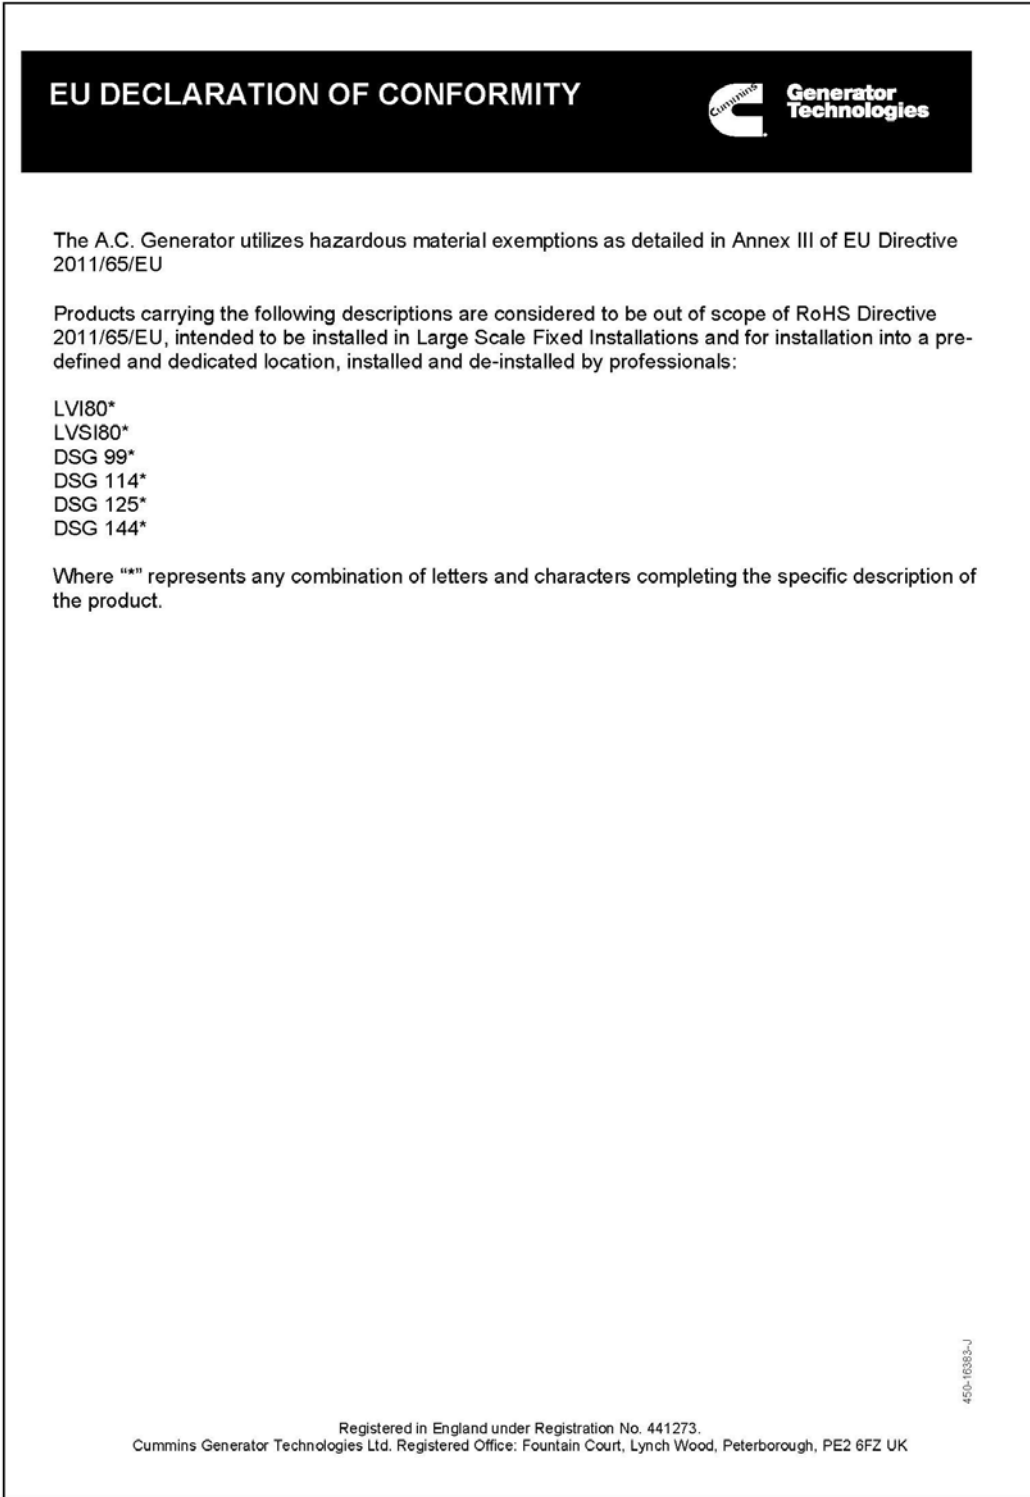 EU DECLARATION OF CONFORMITY
Cummins
Generator
Technologies
The A.C. Generator utilizes hazardous material exemptions as detailed in Annex III of EU Directive
2011/65/EU
Products carrying the following descriptions are considered to be out of scope of RoHS Directive
2011/65/EU, intended to be installed in Large Scale Fixed Installations and for installation into a pre-
defined and dedicated location, installed and de-installed by professionals:
LVI80*
LVSI80*
DSG 99*
DSG 114*
DSG 125*
DSG 144*
Where “*” represents any combination of letters and characters completing the specific description of
the product.
450-16383-J
Registered in England under Registration No. 441273.
Cummins Generator Technologies Ltd. Registered Office: Fountain Court, Lynch Wood, Peterborough, PE2 6FZ UK